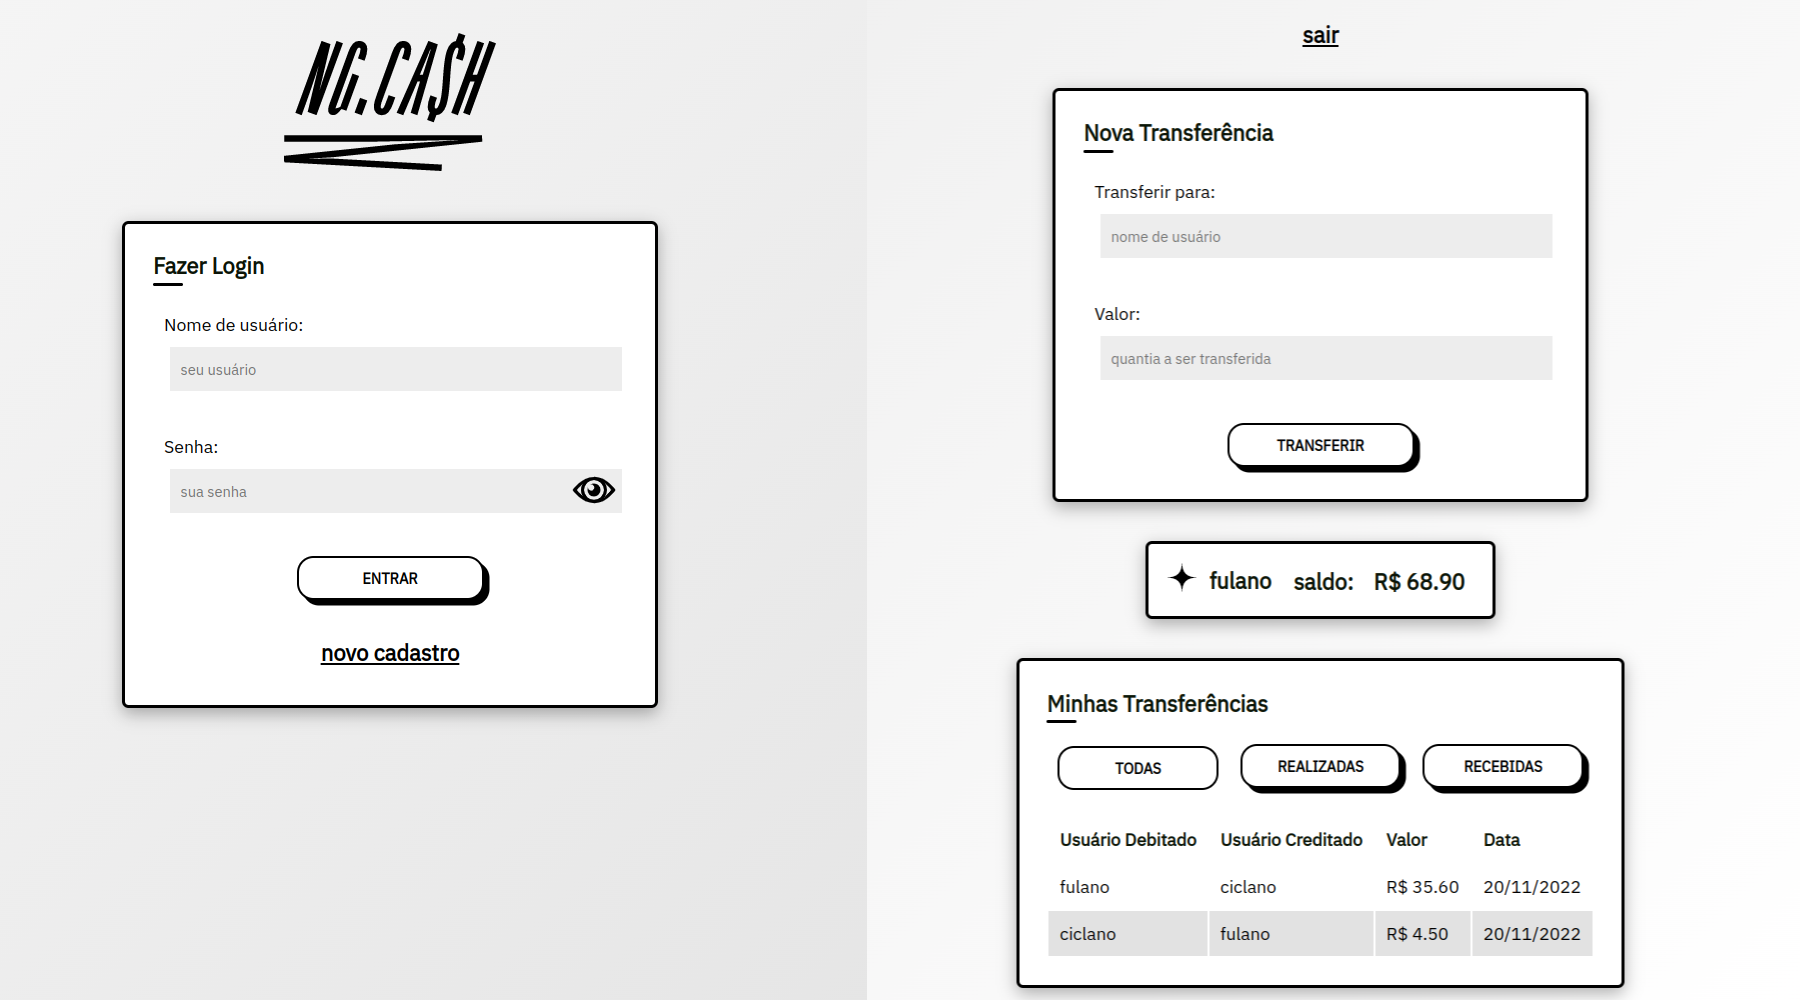 NG.CA$H
Fazer Login
Nome de usuário:
seu usuário
Senha:
sua senha
ENTRAR
novo cadastro
sair
Nova Transferência
Transferir para:
nome de usuário
Valor:
quantia a ser transferida
TRANSFERIR
fulano saldo: R$ 68.90
Minhas Transferências
TODAS REALIZADAS RECEBIDAS
Usuário Debitado Usuário Creditado Valor Data
fulano ciclano R$ 35.60 20/11/2022
ciclano fulano R$ 4.50 20/11/2022